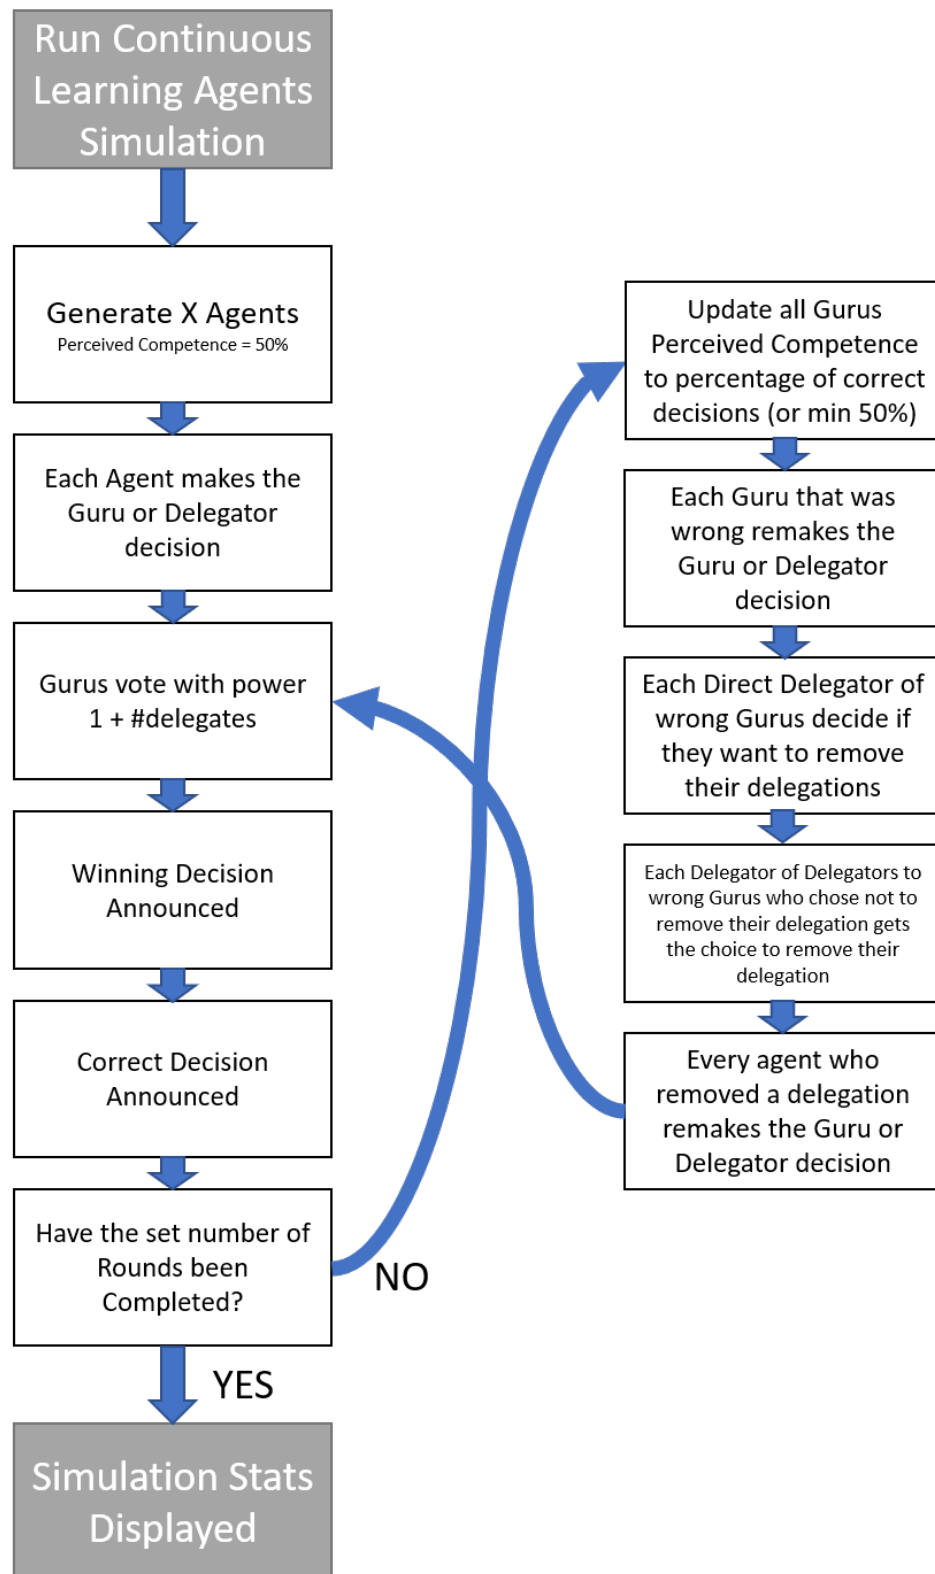 Run Continuous
Learning Agents
Simulation
Generate X Agents
Perceived Competence = 50%
Each Agent makes the
Guru or Delegator
decision
Gurus vote with power
1 + #delegates
Winning Decision
Announced
Correct Decision
Announced
Have the set number of
Rounds been
Completed?
NO
YES
Simulation Stats
Displayed
Update all Gurus
Perceived Competence
to percentage of correct
decisions (or min 50%)
Each Guru that was
wrong remakes the
Guru or Delegator
decision
Each Direct Delegator of
wrong Gurus decide if
they want to remove
their delegations
Each Delegator of Delegators to
wrong Gurus who chose not to
remove their delegation gets
the choice to remove their
delegation
Every agent who
removed a delegation
remakes the Guru or
Delegator decision